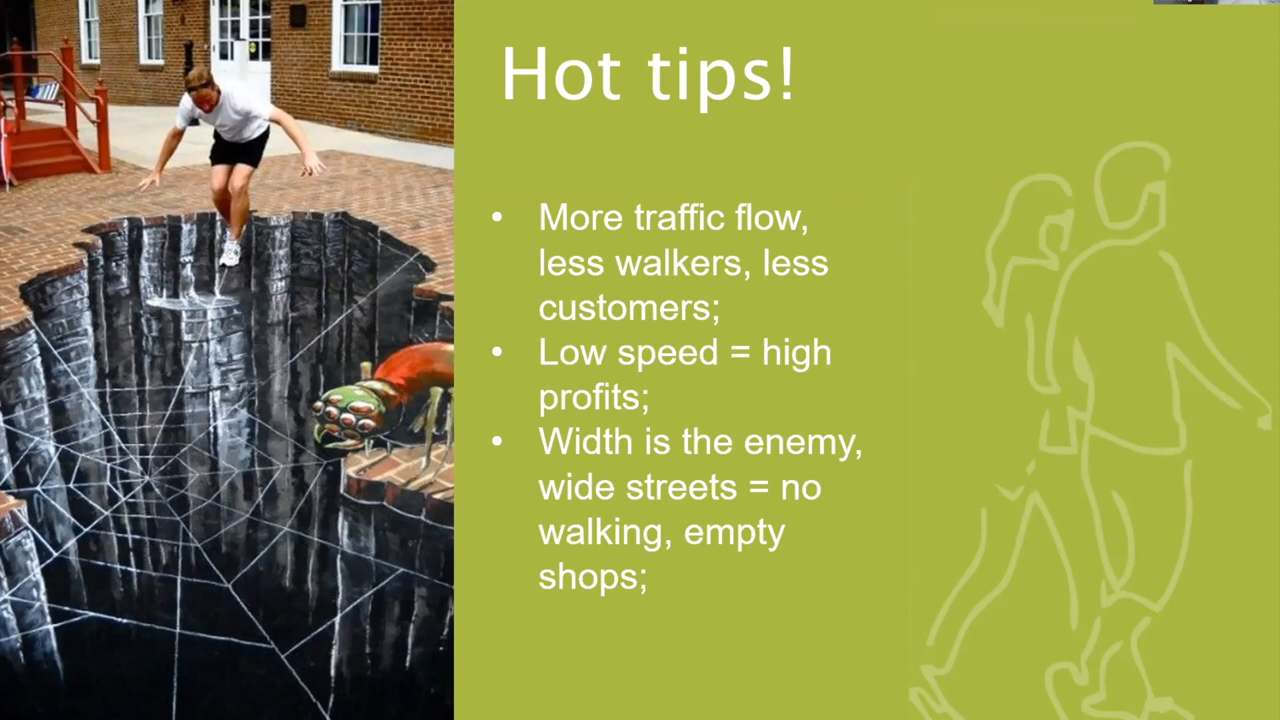 Hot tips!
• More traffic flow,
less walkers, less
customers;
• Low speed = high
profits;
• Width is the enemy,
wide streets = no
walking, empty
shops;